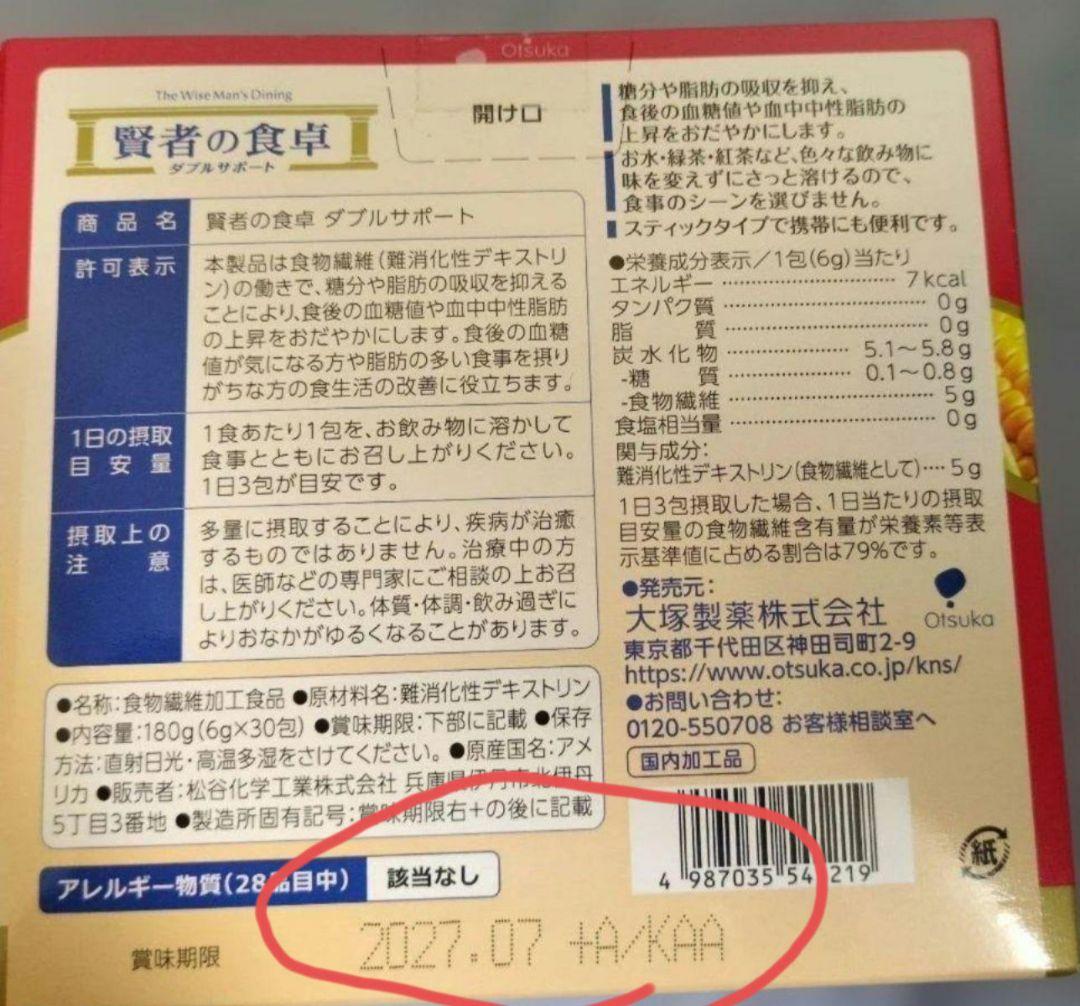 Otsuka
開け口
The Wise Man's Dining
賢者の食卓
ダブルサポート
商品名 賢者の食卓 ダブルサポート
許可表示 本製品は食物繊維(難消化性デキストリ
ン)の働きで、糖分や脂肪の吸収を抑える
ことにより、食後の血糖値や血中中性脂肪
の上昇をおだやかにします。食後の血糖
値が気になる方や脂肪の多い食事を摂り
がちな方の食生活の改善に役立ちます。
1日の摂取
目安量
1食あたり1包を、お飲み物に溶かして
食事とともにお召し上がりください。
1日3包が目安です。
摂取上の
注意
多量に摂取することにより、疾病が治癒
するものではありません。治療中の方
は、医師などの専門家にご相談の上お召
し上がりください。体質・体調・飲み過ぎに
よりおなかがゆるくなることがあります。
●名称:食物繊維加工食品 ●原材料名:難消化性デキストリン
●内容量:180g(6g×30包) ●賞味期限:下部に記載 ●保存
方法:直射日光・高温多湿をさけてください。 ●原産国名:アメ
リカ ●販売者:松谷化学工業株式会社 兵庫県伊丹市北伊丹
5丁目3番地 ●製造所固有記号:賞味期限右+の後に記載
アレルギー物質(28品目中) 該当なし
賞味期限 2027.07 +A/KAA
糖分や脂肪の吸収を抑え、
食後の血糖値や血中中性脂肪の
上昇をおだやかにします。
お水・緑茶・紅茶など、色々な飲み物に
味を変えずにさっと溶けるので、
食事のシーンを選びません。
スティックタイプで携帯にも便利です。
●栄養成分表示/1包(6g)当たり
エネルギー 7kcal
タンパク質 0g
脂質 0g
炭水化物 5.1~5.8g
-糖質 0.1~0.8g
-食物繊維 5g
食塩相当量 0g
関与成分:
難消化性デキストリン(食物繊維として)…5g
1日3包摂取した場合、1日当たりの摂取
目安量の食物繊維含有量が栄養素等表
示基準値に占める割合は79%です。
●発売元:
大塚製薬株式会社
Otsuka
東京都千代田区神田司町2-9
https://www.otsuka.co.jp/kns/
●お問い合わせ:
0120-550708 お客様相談室へ
国内加工品
4 987035 54 219
紙